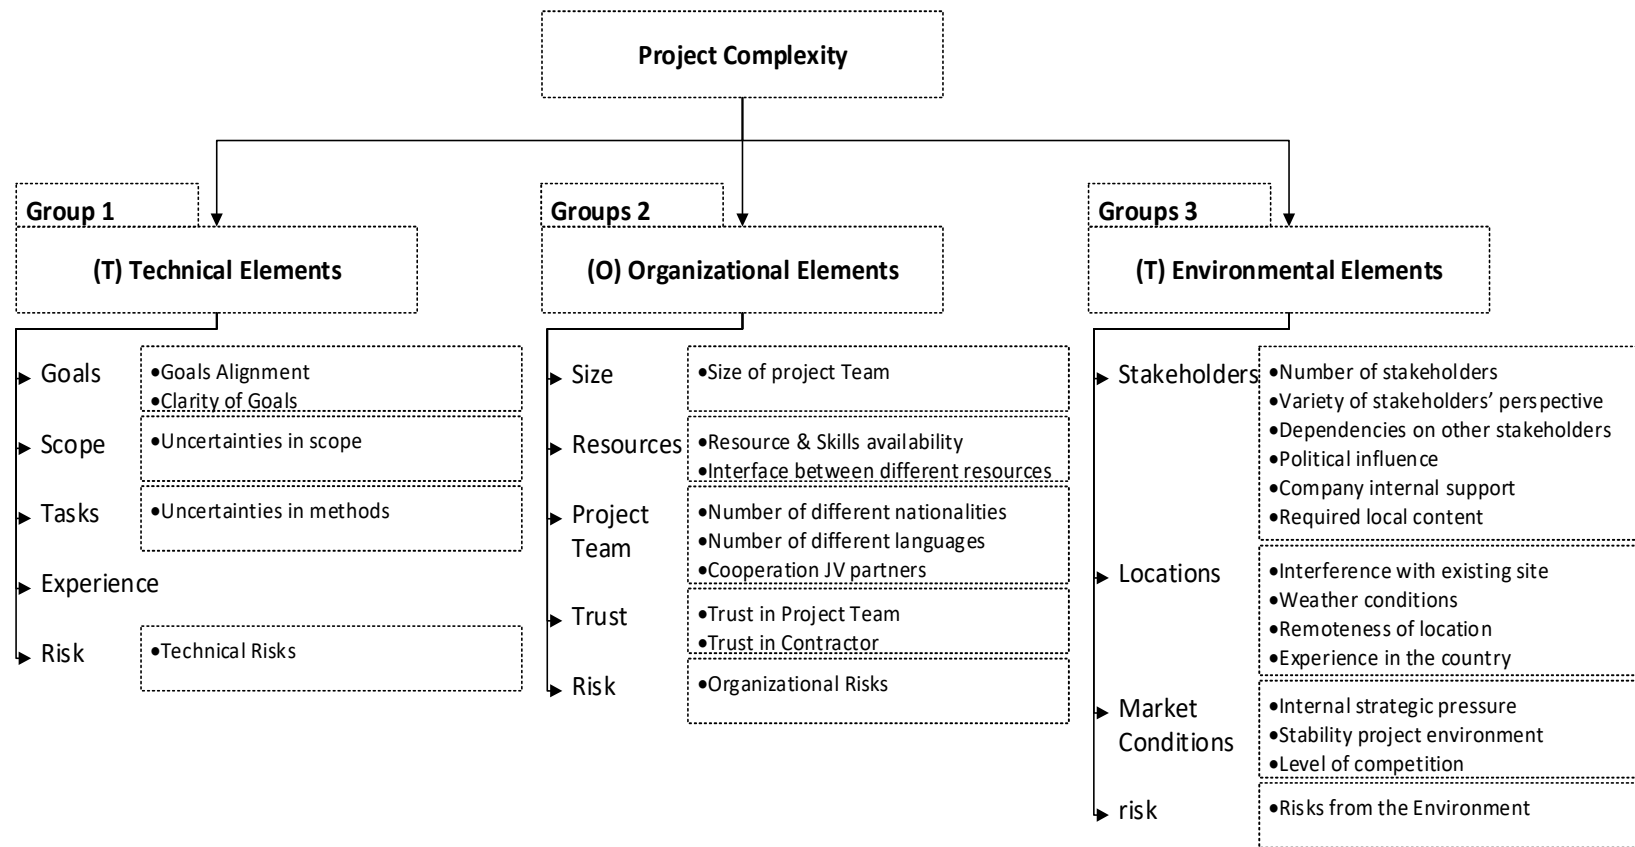 Project Complexity
Group 1
(T) Technical Elements
Goals
•Goals Alignment
•Clarity of Goals
Scope
•Uncertainties in scope
Tasks
•Uncertainties in methods
Experience
Risk
•Technical Risks
Groups 2
(O) Organizational Elements
Size
•Size of project Team
Resources
•Resource & Skills availability
•Interface between different resources
Project
Team
•Number of different nationalities
•Number of different languages
•Cooperation JV partners
Trust
•Trust in Project Team
•Trust in Contractor
Risk
•Organizational Risks
Groups 3
(T) Environmental Elements
Stakeholders
•Number of stakeholders
•Variety of stakeholders’ perspective
•Dependencies on other stakeholders
•Political influence
•Company internal support
•Required local content
Locations
•Interference with existing site
•Weather conditions
•Remoteness of location
•Experience in the country
Market
Conditions
•Internal strategic pressure
•Stability project environment
•Level of competition
risk
•Risks from the Environment